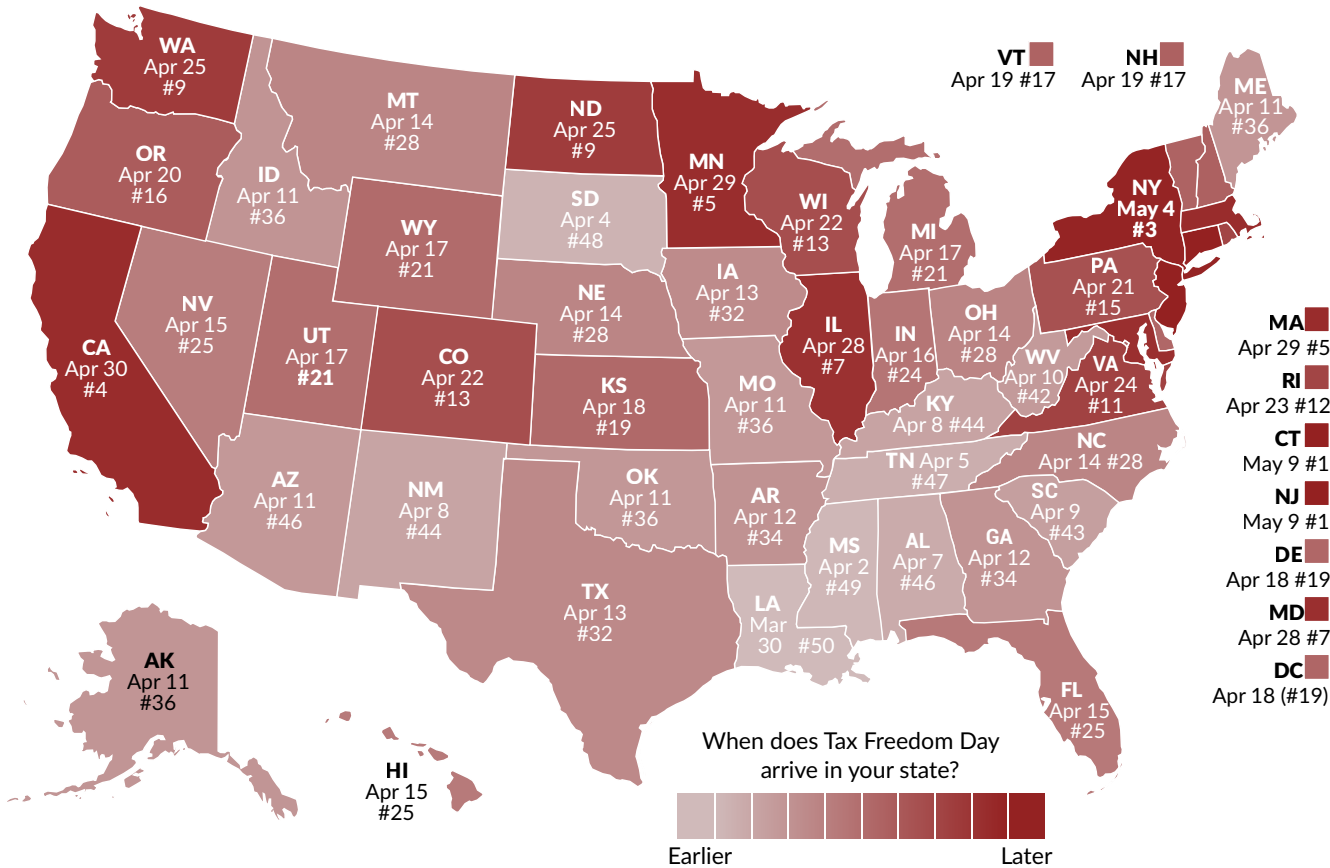 WA
Apr 25
#9
OR
Apr 20
#16
CA
Apr 30
#4
ID
Apr 11
#36
NV
Apr 15
#25
MT
Apr 14
#28
WY
Apr 17
#21
UT
Apr 17
#21
CO
Apr 22
#13
AZ
Apr 11
#46
NM
Apr 8
#44
ND
Apr 25
#9
SD
Apr 4
#48
NE
Apr 14
#28
KS
Apr 18
#19
OK
Apr 11
#36
TX
Apr 13
#32
MN
Apr 29
#5
IA
Apr 13
#32
MO
Apr 11
#36
AR
Apr 12
#34
LA
Mar
30 #50
WI
Apr 22
#13
IL
Apr 28
#7
MI
Apr 17
#21
IN
Apr 16
#24
OH
Apr 14
#28
KY
Apr 8 #44
TN Apr 5
#47
MS
Apr 2
#49
AL
Apr 7
#46
GA
Apr 12
#34
FL
Apr 15
#25
SC
Apr 9
#43
NC
Apr 14 #28
WV
Apr 10
#42
VA
Apr 24
#11
PA
Apr 21
#15
NY
May 4
#3
VT
Apr 19 #17
NH
Apr 19 #17
ME
Apr 11
#36
MA
Apr 29 #5
RI
Apr 23 #12
CT
May 9 #1
NJ
May 9 #1
DE
Apr 18 #19
MD
Apr 28 #7
DC
Apr 18 (#19)
AK
Apr 11
#36
HI
Apr 15
#25
When does Tax Freedom Day
arrive in your state?
Earlier
Later